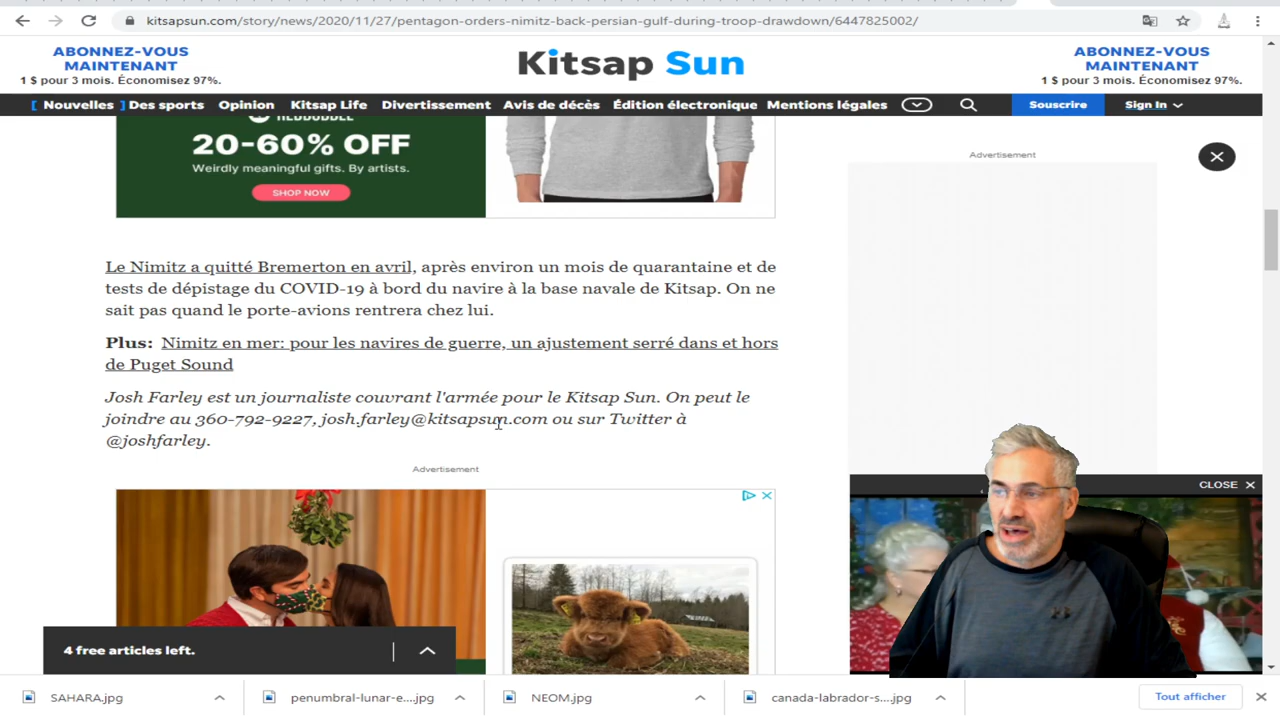 kitsapsun.com/story/news/2020/11/27/pentagon-orders-nimitz-back-persian-gulf-during-troop-drawdown/6447825002/
ABONNEZ-VOUS
MAINTENANT
1 $ pour 3 mois. Économisez 97%.
Kitsap Sun
ABONNEZ-VOUS
MAINTENANT
1 $ pour 3 mois. Économisez 97%.
[ Nouvelles ] Des sports Opinion Kitsap Life Divertissement Avis de décès Édition électronique Mentions légales Souscrire Sign In
20-60% OFF
Weirdly meaningful gifts. By artists.
SHOP NOW
Advertisement
Le Nimitz a quitté Bremerton en avril, après environ un mois de quarantaine et de
tests de dépistage du COVID-19 à bord du navire à la base navale de Kitsap. On ne
sait pas quand le porte-avions rentrera chez lui.
Plus: Nimitz en mer: pour les navires de guerre, un ajustement serré dans et hors
de Puget Sound
Josh Farley est un journaliste couvrant l'armée pour le Kitsap Sun. On peut le
joindre au 360-792-9227, josh.farley@kitsapsun.com ou sur Twitter à
@joshfarley.
Advertisement
CLOSE
4 free articles left.
SAHARA.jpg penumbral-lunar-e....jpg NEOM.jpg canada-labrador-s....jpg Tout afficher